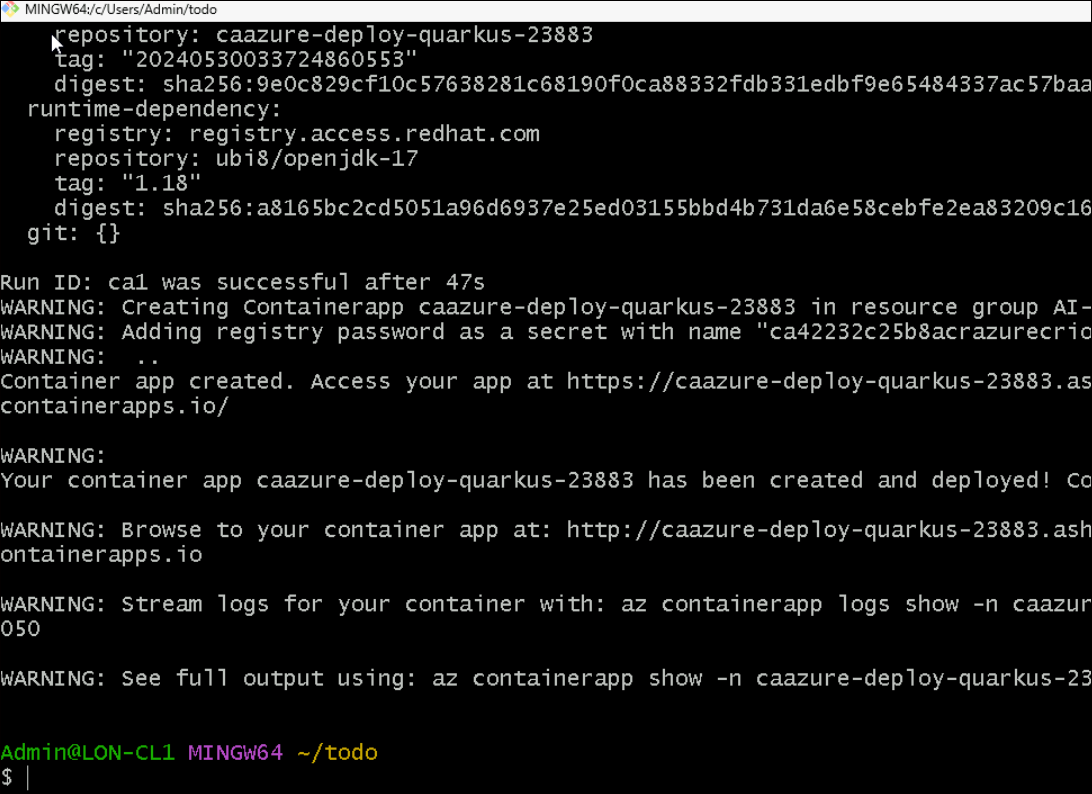 MINGW64:/c/Users/Admin/todo
repository: caazure-deploy-quarkus-23883
tag: "20240530033724860553"
digest: sha256:9e0c829cf10c57638281c68190f0ca88332fdb331edbf9e65484337ac57baa
runtime-dependency:
registry: registry.access.redhat.com
repository: ubi8/openjdk-17
tag: "1.18"
digest: sha256:a8165bc2cd5051a96d6937e25ed03155bbd4b731da6e58cebfe2ea83209c16
git: {}
Run ID: ca1 was successful after 47s
WARNING: Creating Containerapp caazure-deploy-quarkus-23883 in resource group AI-
WARNING: Adding registry password as a secret with name "ca42232c25b8acrazurecrio
WARNING:  ..
Container app created. Access your app at https://caazure-deploy-quarkus-23883.as
containerapps.io/
WARNING:
Your container app caazure-deploy-quarkus-23883 has been created and deployed! Co
WARNING: Browse to your container app at: http://caazure-deploy-quarkus-23883.ash
ontainerapps.io
WARNING: Stream logs for your container with: az containerapp logs show -n caazur
050
WARNING: See full output using: az containerapp show -n caazure-deploy-quarkus-23
Admin@LON-CL1 MINGW64 ~/todo
$